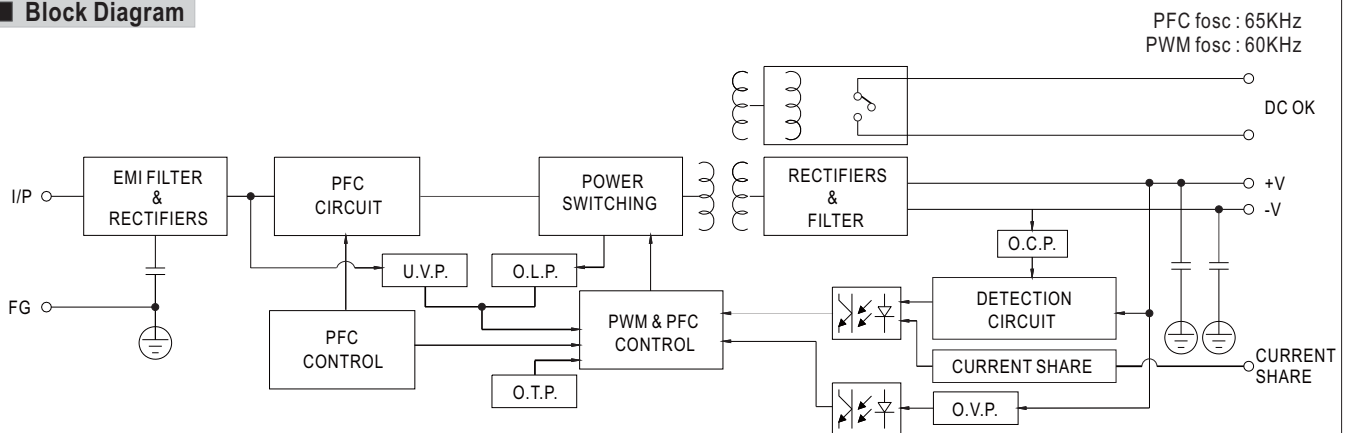 Block Diagram
PFC fosc : 65KHz
PWM fosc : 60KHz
DC OK
I/P
EMI FILTER
&
RECTIFIERS
PFC
CIRCUIT
POWER
SWITCHING
RECTIFIERS
&
FILTER
+V
-V
O.C.P.
U.V.P.
O.L.P.
FG
PFC
CONTROL
PWM & PFC
CONTROL
DETECTION
CIRCUIT
CURRENT SHARE
CURRENT
SHARE
O.T.P.
O.V.P.